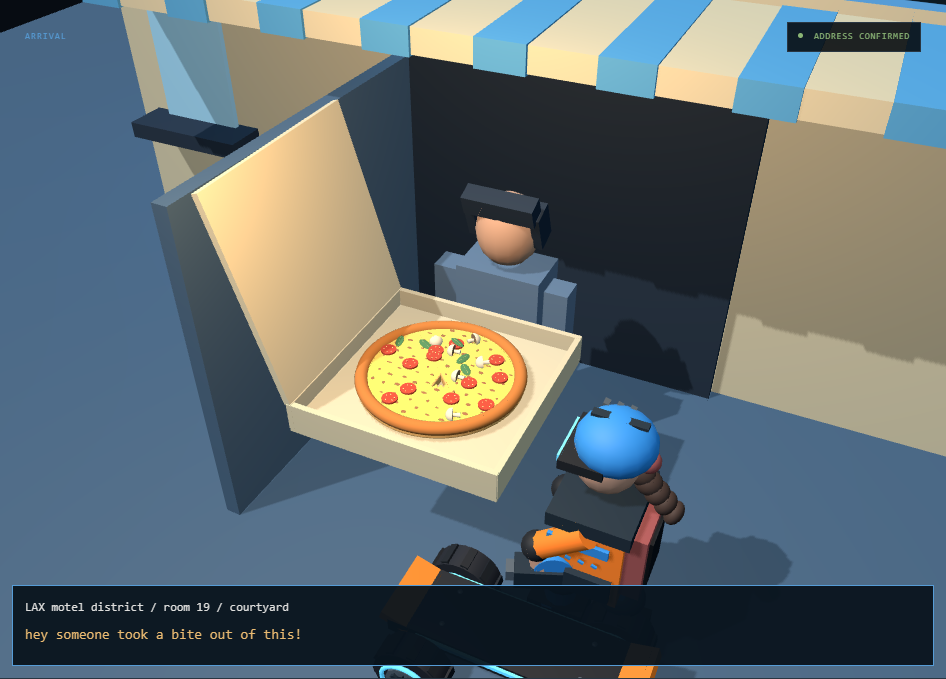 ARRIVAL
ADDRESS CONFIRMED
LAX motel district / room 19 / courtyard
hey someone took a bite out of this!